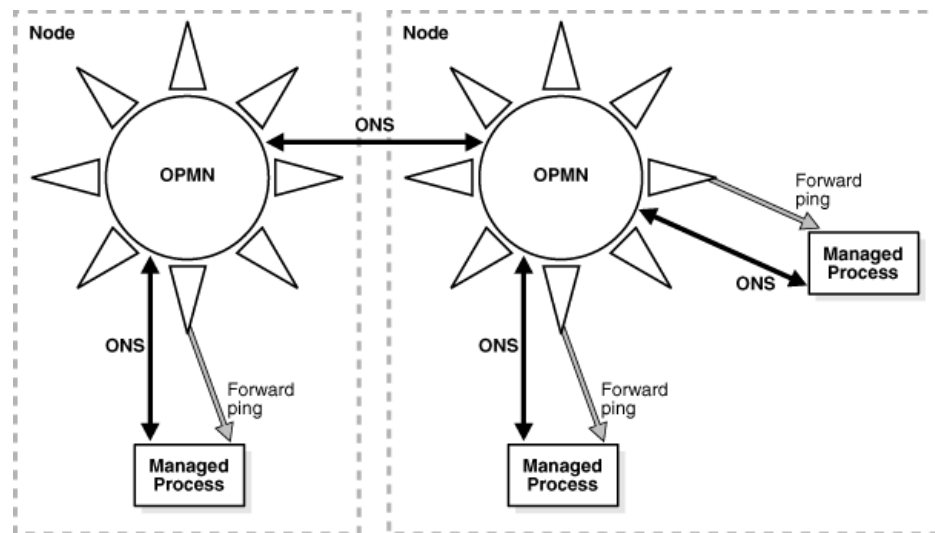 Node
Node
ONS
OPMN
OPMN
Forward
ping
Managed
Process
ONS
ONS
ONS
Forward
ping
Forward
ping
Managed
Process
Managed
Process